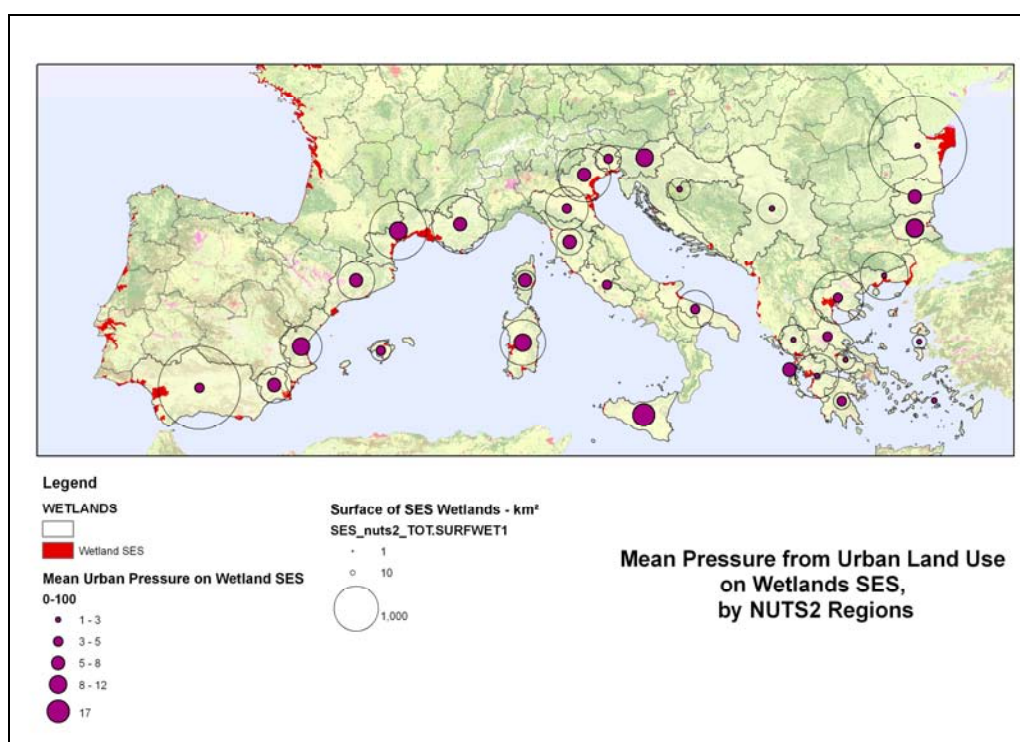 Legend
WETLANDS
Wetland SES
Mean Urban Pressure on Wetland SES
0-100
1 - 3
3 - 5
5 - 8
8 - 12
17
Surface of SES Wetlands - km²
SES_nuts2_TOT.SURFWET1
1
10
1,000
Mean Pressure from Urban Land Use
on Wetlands SES,
by NUTS2 Regions